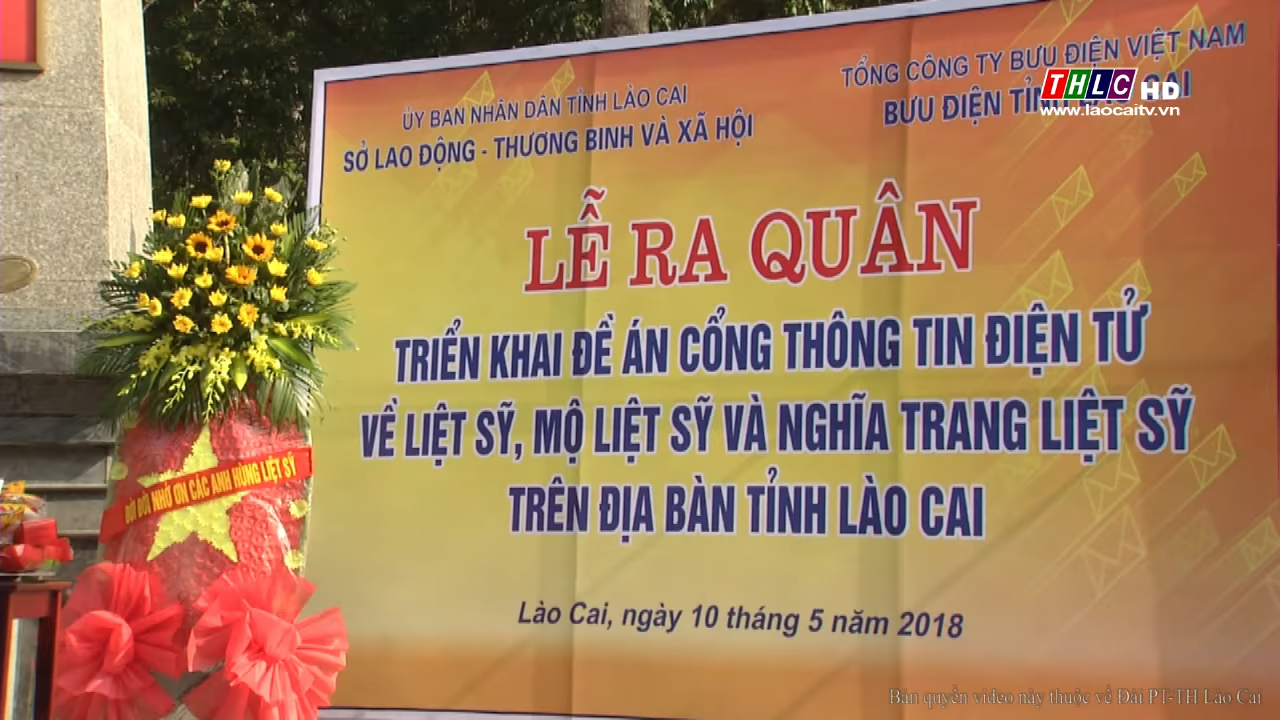 ỦY BAN NHÂN DÂN TỈNH LÀO CAI
SỞ LAO ĐỘNG - THƯƠNG BINH VÀ XÃ HỘI
TỔNG CÔNG TY BƯU ĐIỆN VIỆT NAM
BƯU ĐIỆN TỈNH LÀO CAI
THLC HD
www.laocaitv.vn
LỄ RA QUÂN
TRIỂN KHAI ĐỀ ÁN CỔNG THÔNG TIN ĐIỆN TỬ
VỀ LIỆT SỸ, MỘ LIỆT SỸ VÀ NGHĨA TRANG LIỆT SỸ
TRÊN ĐỊA BÀN TỈNH LÀO CAI
Lào Cai, ngày 10 tháng 5 năm 2018
ĐỜI ĐỜI NHỚ ƠN CÁC ANH HÙNG LIỆT SỸ
Bản quyền video này thuộc về Đài PT-TH Lào Cai